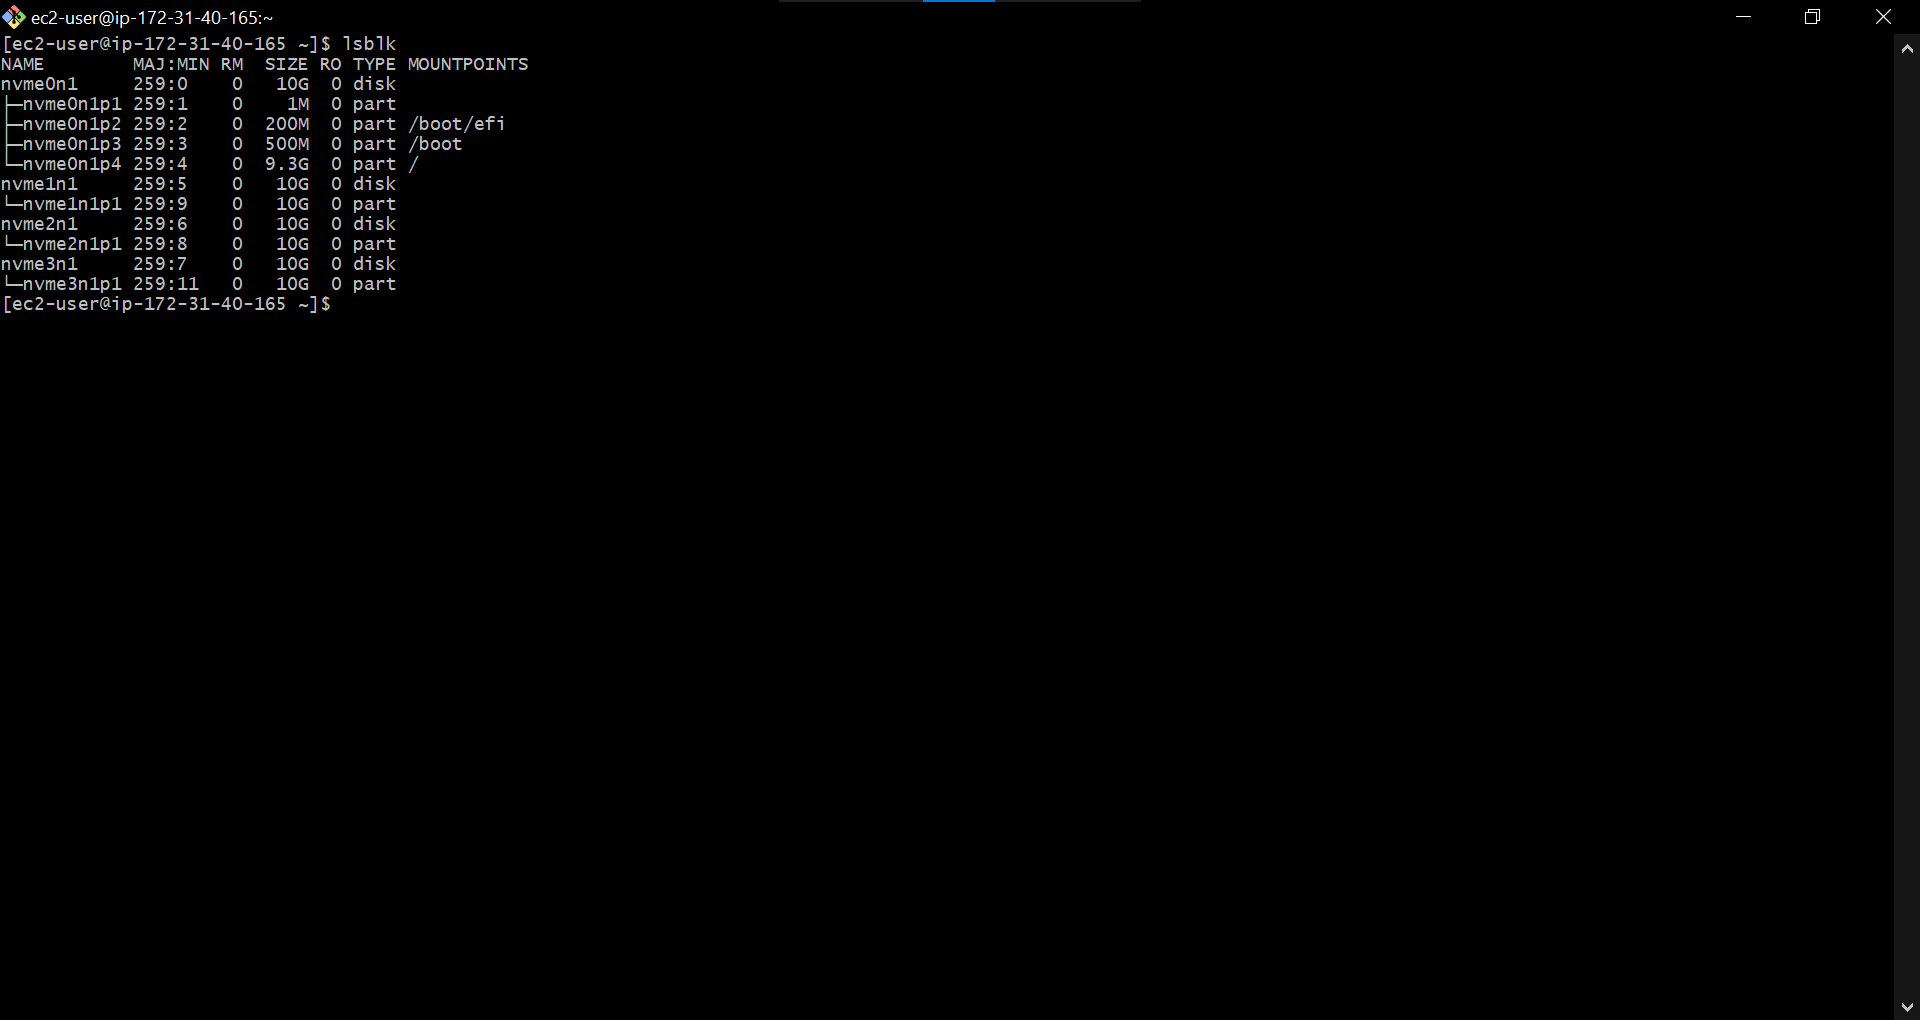 ec2-user@ip-172-31-40-165:~
[ec2-user@ip-172-31-40-165 ~]$ lsblk
NAME        MAJ:MIN RM  SIZE RO TYPE MOUNTPOINTS
nvme0n1     259:0    0   10G  0 disk
├─nvme0n1p1 259:1    0    1M  0 part
├─nvme0n1p2 259:2    0  200M  0 part /boot/efi
├─nvme0n1p3 259:3    0  500M  0 part /boot
└─nvme0n1p4 259:4    0  9.3G  0 part /
nvme1n1     259:5    0   10G  0 disk
└─nvme1n1p1 259:9    0   10G  0 part
nvme2n1     259:6    0   10G  0 disk
└─nvme2n1p1 259:8    0   10G  0 part
nvme3n1     259:7    0   10G  0 disk
└─nvme3n1p1 259:11   0   10G  0 part
[ec2-user@ip-172-31-40-165 ~]$